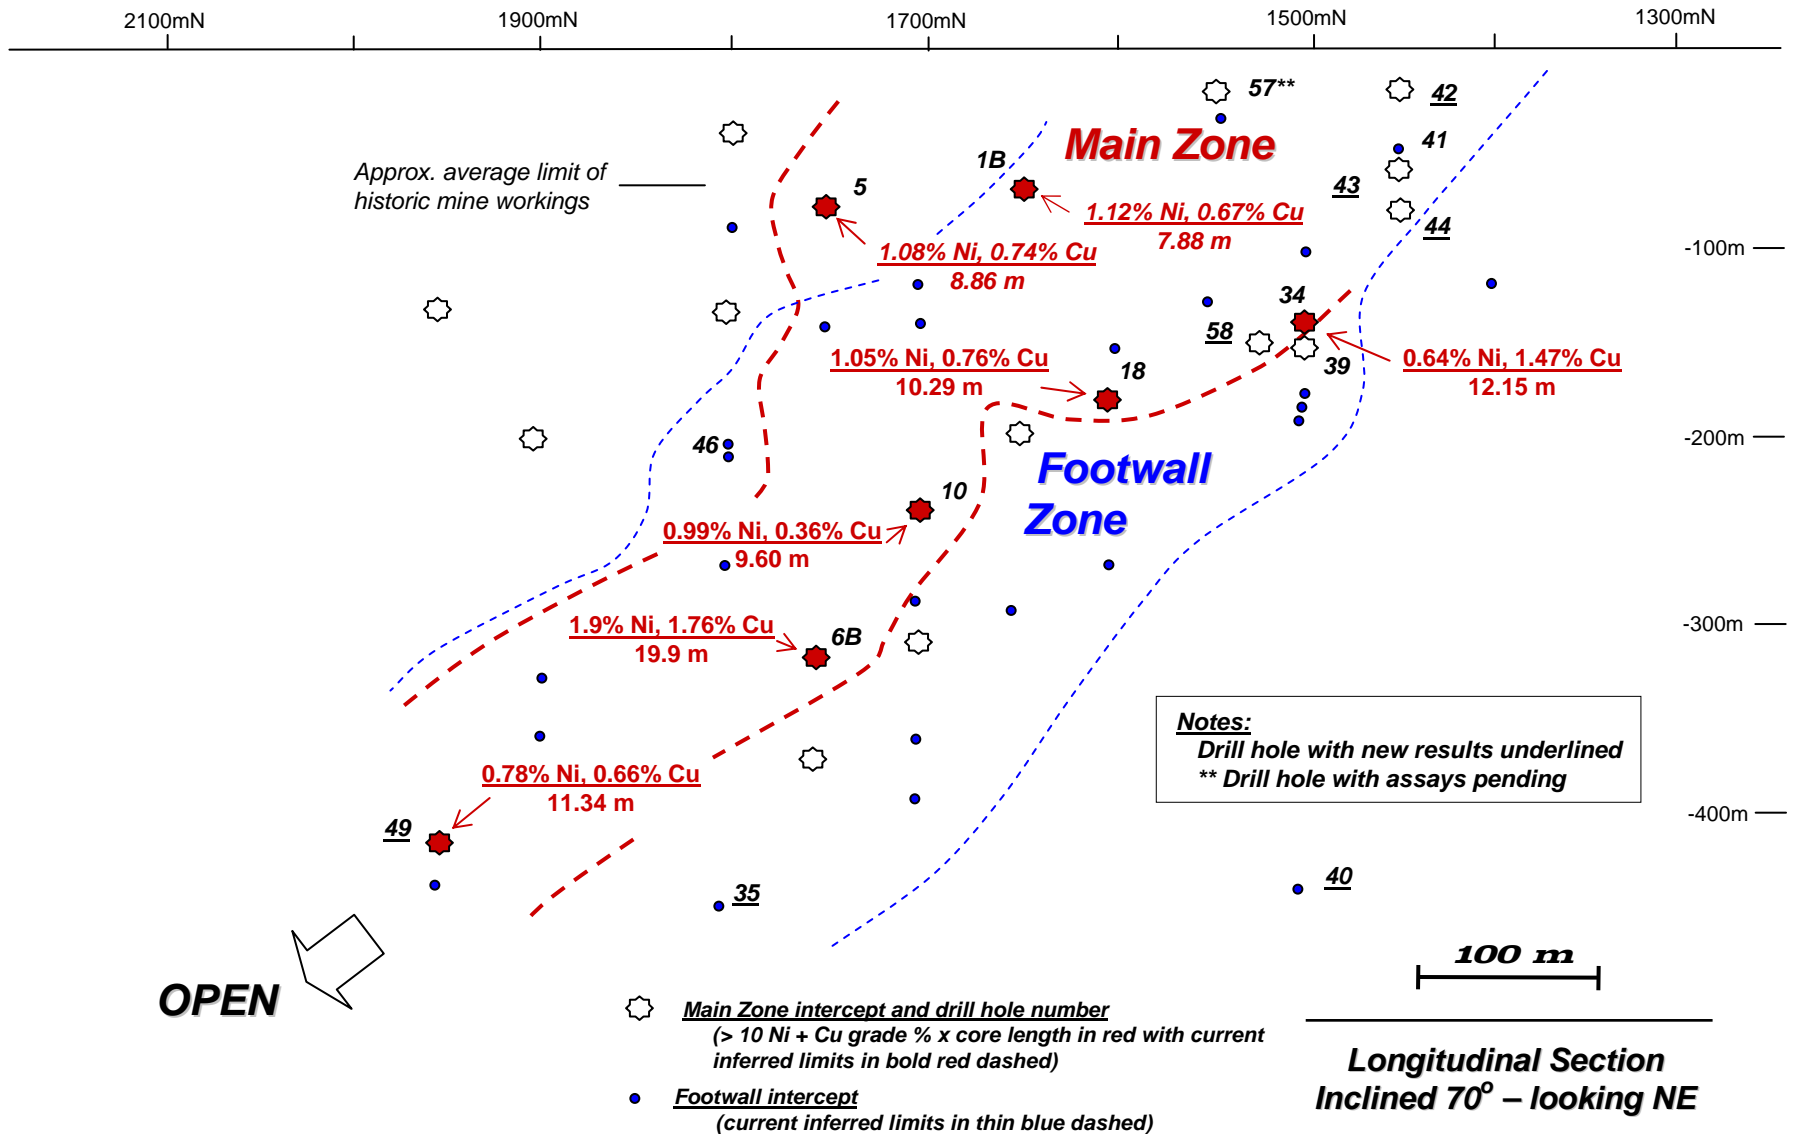 2100mN 1900mN 1700mN 1500mN 1300mN
57**
42
Main Zone
41
1B
Approx. average limit of
historic mine workings
5
43
1.12% Ni, 0.67% Cu
7.88 m
44
1.08% Ni, 0.74% Cu
8.86 m
-100m
34
58
1.05% Ni, 0.76% Cu
10.29 m
18
39
0.64% Ni, 1.47% Cu
12.15 m
46
-200m
Footwall
Zone
10
0.99% Ni, 0.36% Cu
9.60 m
1.9% Ni, 1.76% Cu
19.9 m
6B
-300m
Notes:
Drill hole with new results underlined
** Drill hole with assays pending
0.78% Ni, 0.66% Cu
11.34 m
49
-400m
35
40
OPEN
100 m
Main Zone intercept and drill hole number
(> 10 Ni + Cu grade % x core length in red with current
inferred limits in bold red dashed)
Footwall intercept
(current inferred limits in thin blue dashed)
Longitudinal Section
Inclined 70o – looking NE